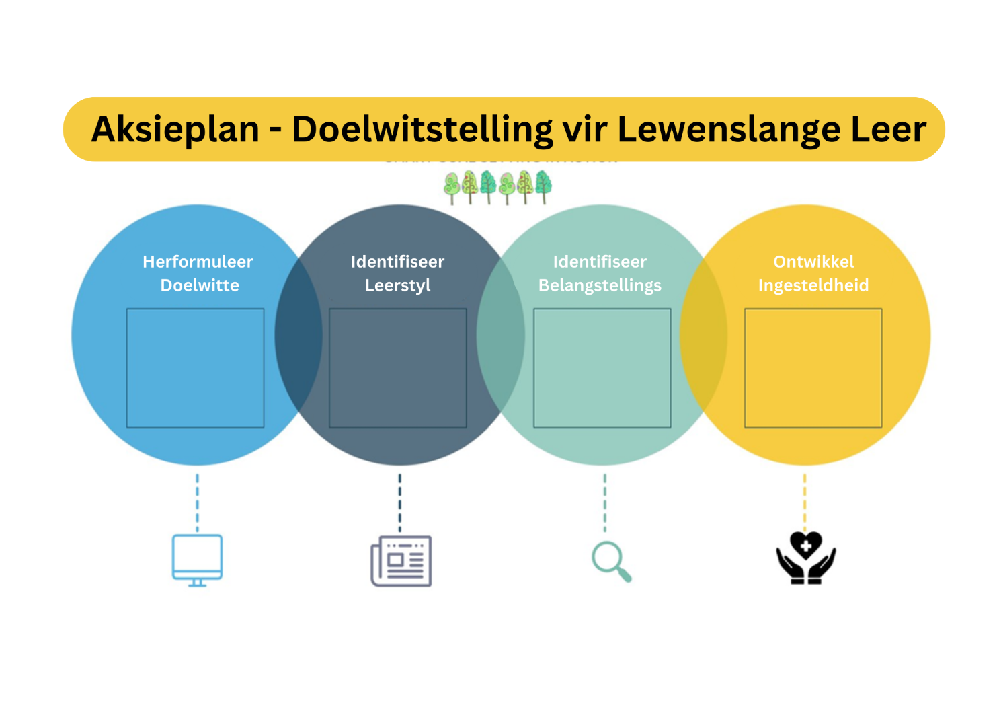 Aksieplan - Doelwitstelling vir Lewenslange Leer
Herformuleer
Doelwitte
Identifiseer
Leerstyl
Identifiseer
Belangstellings
Ontwikkel
Ingesteldheid